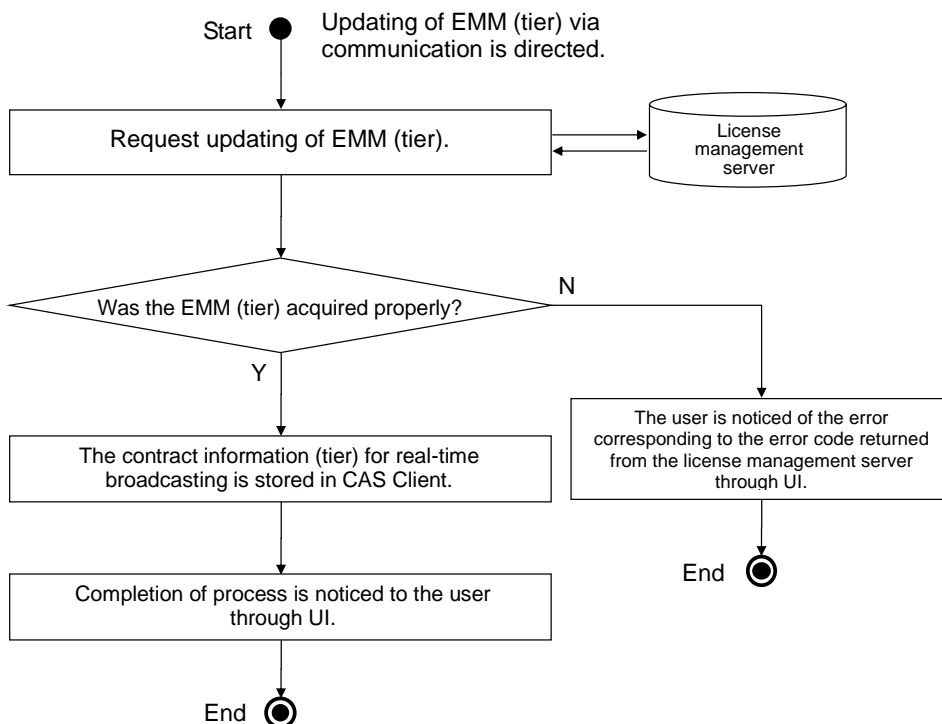 Start
Updating of EMM (tier) via
communication is directed.
Request updating of EMM (tier).
License
management
server
Was the EMM (tier) acquired properly?
N
Y
The contract information (tier) for real-time
broadcasting is stored in CAS Client.
The user is noticed of the error
corresponding to the error code returned
from the license management server
through UI.
End
Completion of process is noticed to the user
through UI.
End